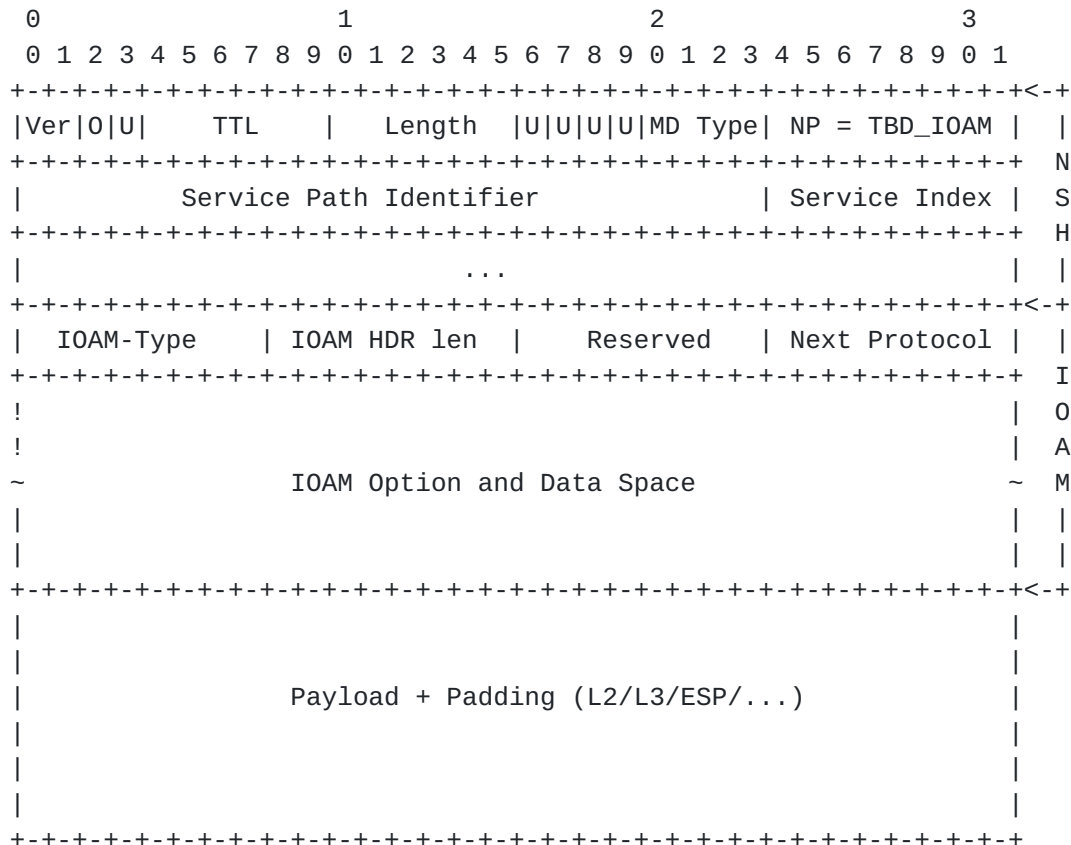 0                   1                   2                   3
 0 1 2 3 4 5 6 7 8 9 0 1 2 3 4 5 6 7 8 9 0 1 2 3 4 5 6 7 8 9 0 1
+-+-+-+-+-+-+-+-+-+-+-+-+-+-+-+-+-+-+-+-+-+-+-+-+-+-+-+-+-+-+-+-+<-+
|Ver|O|U|    TTL    |   Length  |U|U|U|U|MD Type| NP = TBD_IOAM |  |
+-+-+-+-+-+-+-+-+-+-+-+-+-+-+-+-+-+-+-+-+-+-+-+-+-+-+-+-+-+-+-+-+  N
|          Service Path Identifier              | Service Index |  S
+-+-+-+-+-+-+-+-+-+-+-+-+-+-+-+-+-+-+-+-+-+-+-+-+-+-+-+-+-+-+-+-+  H
|                            ...                                |  |
+-+-+-+-+-+-+-+-+-+-+-+-+-+-+-+-+-+-+-+-+-+-+-+-+-+-+-+-+-+-+-+-+<-+
|  IOAM-Type    | IOAM HDR len  |    Reserved   | Next Protocol |  |
+-+-+-+-+-+-+-+-+-+-+-+-+-+-+-+-+-+-+-+-+-+-+-+-+-+-+-+-+-+-+-+-+  I
!                                                               |  O
!                                                               |  A
~                 IOAM Option and Data Space                    ~  M
|                                                               |  |
|                                                               |  |
+-+-+-+-+-+-+-+-+-+-+-+-+-+-+-+-+-+-+-+-+-+-+-+-+-+-+-+-+-+-+-+-+<-+
|                                                               |
|                                                               |
|                 Payload + Padding (L2/L3/ESP/...)             |
|                                                               |
|                                                               |
|                                                               |
+-+-+-+-+-+-+-+-+-+-+-+-+-+-+-+-+-+-+-+-+-+-+-+-+-+-+-+-+-+-+-+-+